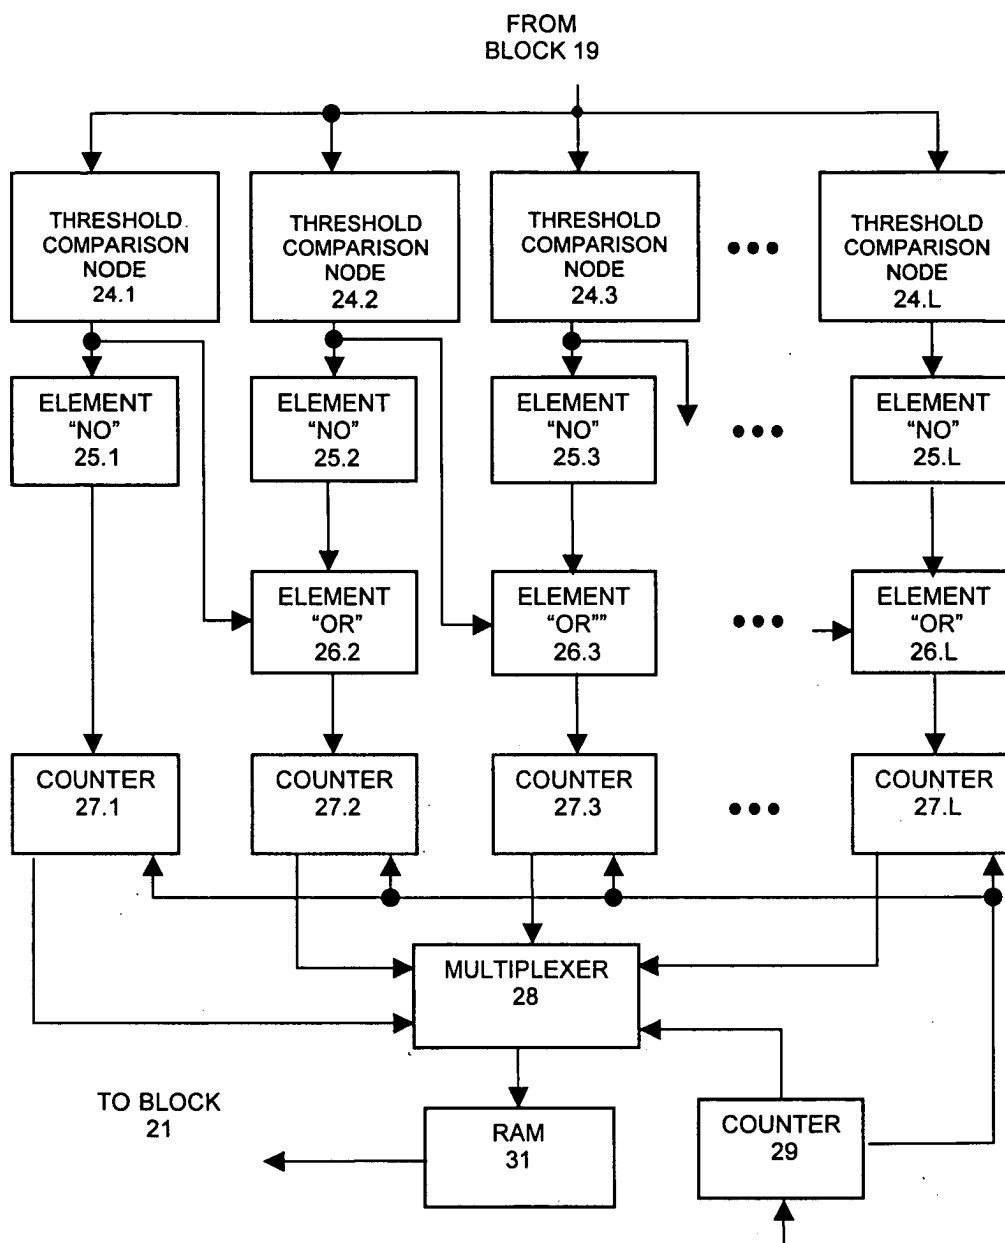 FROM
BLOCK 19
THRESHOLD
COMPARISON
NODE
24.1
THRESHOLD
COMPARISON
NODE
24.2
THRESHOLD
COMPARISON
NODE
24.3
THRESHOLD
COMPARISON
NODE
24.L
ELEMENT
“NO”
25.1
ELEMENT
“NO”
25.2
ELEMENT
“NO”
25.3
ELEMENT
“NO”
25.L
ELEMENT
“OR”
26.2
ELEMENT
“OR””
26.3
ELEMENT
“OR”
26.L
COUNTER
27.1
COUNTER
27.2
COUNTER
27.3
COUNTER
27.L
MULTIPLEXER
28
TO BLOCK
21
RAM
31
COUNTER
29